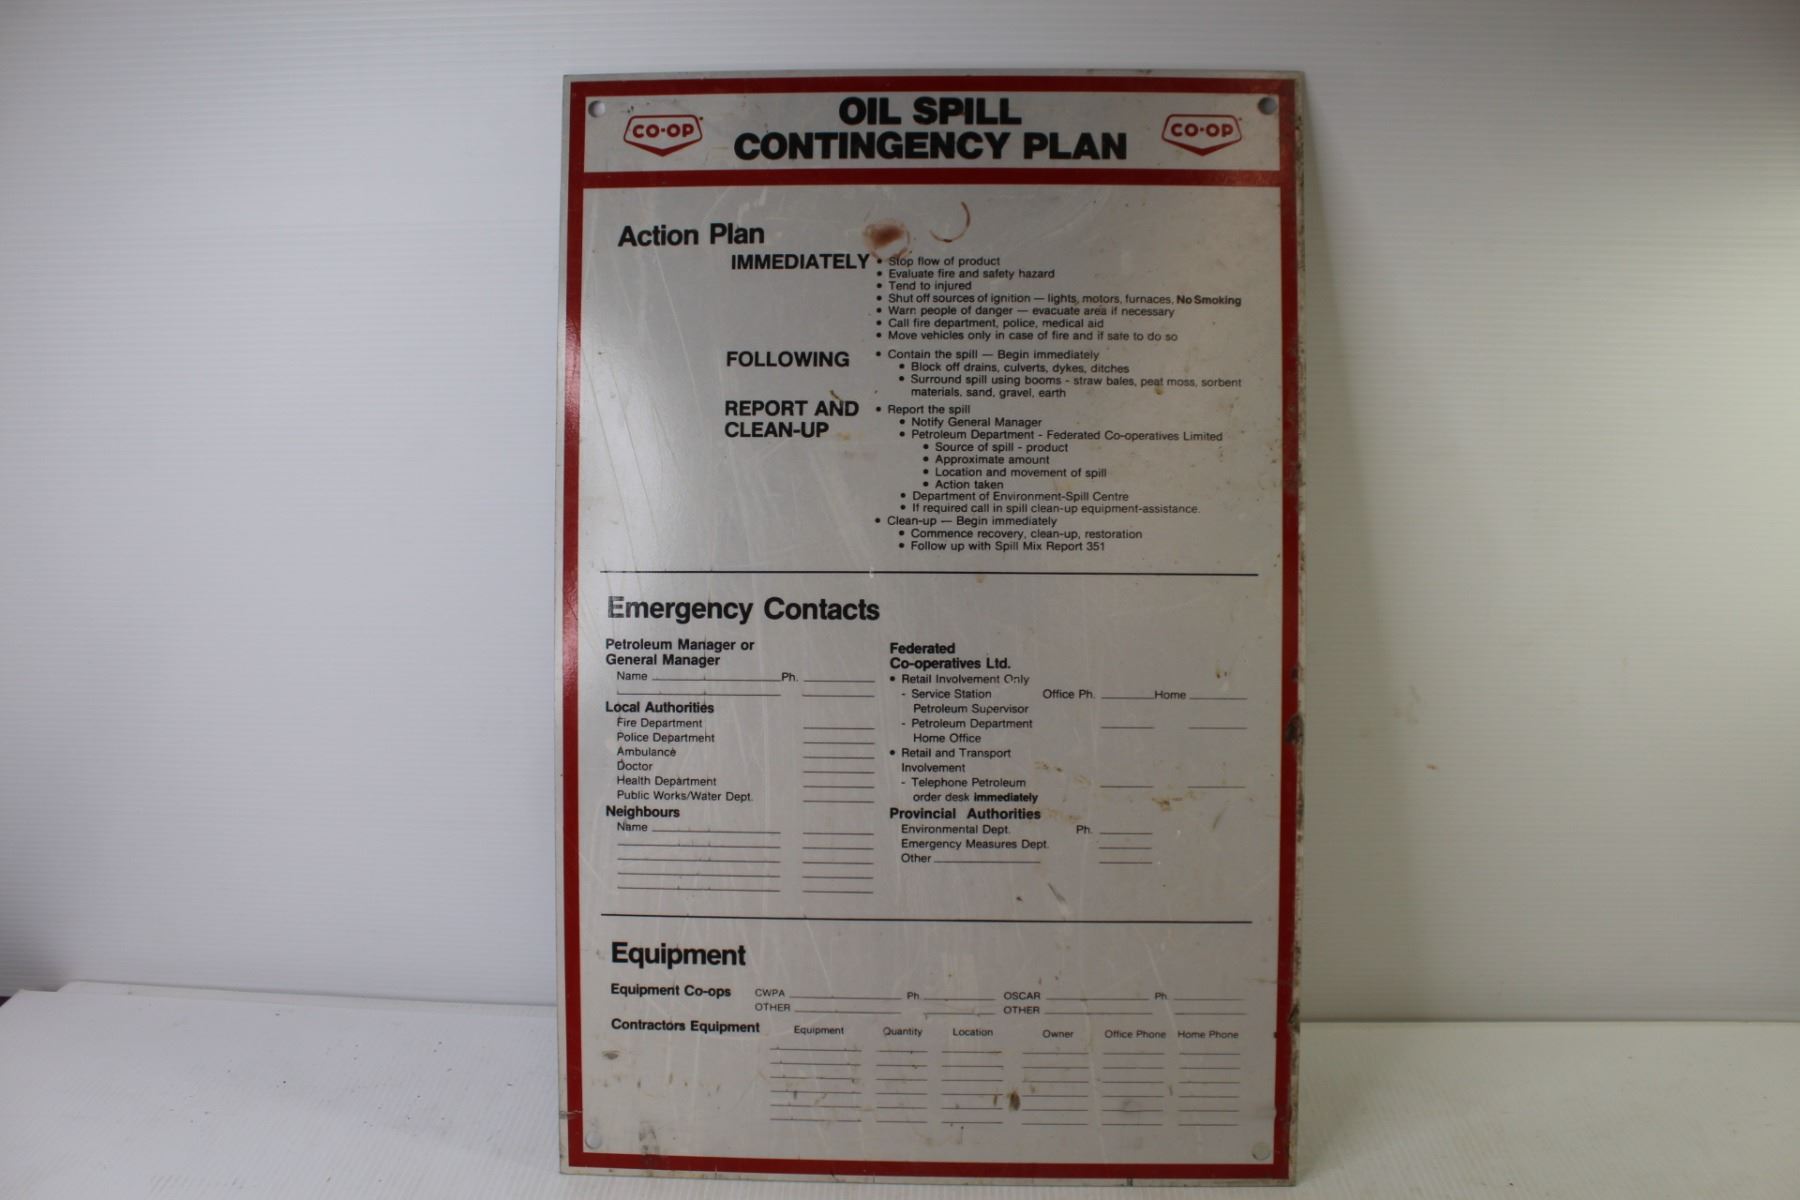 CO-OP
OIL SPILL
CONTINGENCY PLAN
CO-OP
Action Plan
IMMEDIATELY
• Stop flow of product
• Evaluate fire and safety hazard
• Tend to injured
• Shut off sources of ignition — lights, motors, furnaces, No Smoking
• Warn people of danger — evacuate area if necessary
• Call fire department, police, medical aid
• Move vehicles only in case of fire and if safe to do so
FOLLOWING
• Contain the spill — Begin immediately
• Block off drains, culverts, dykes, ditches
• Surround spill using booms - straw bales, peat moss, sorbent
materials, sand, gravel, earth
REPORT AND
CLEAN-UP
• Report the spill
• Notify General Manager
• Petroleum Department - Federated Co-operatives Limited
• Source of spill - product
• Approximate amount
• Location and movement of spill
• Action taken
• Department of Environment-Spill Centre
• If required call in spill clean-up equipment-assistance.
• Clean-up — Begin immediately
• Commence recovery, clean-up, restoration
• Follow up with Spill Mix Report 351
Emergency Contacts
Petroleum Manager or
General Manager
Name Ph.
Local Authorities
Fire Department
Police Department
Ambulance
Doctor
Health Department
Public Works/Water Dept.
Neighbours
Name
Federated
Co-operatives Ltd.
• Retail Involvement Only
- Service Station Office Ph. Home
Petroleum Supervisor
- Petroleum Department
Home Office
• Retail and Transport
Involvement
- Telephone Petroleum
order desk immediately
Provincial Authorities
Environmental Dept. Ph.
Emergency Measures Dept.
Other
Equipment
Equipment Co-ops CWPA Ph. OSCAR Ph.
OTHER OTHER
Contractors Equipment Equipment Quantity Location Owner Office Phone Home Phone